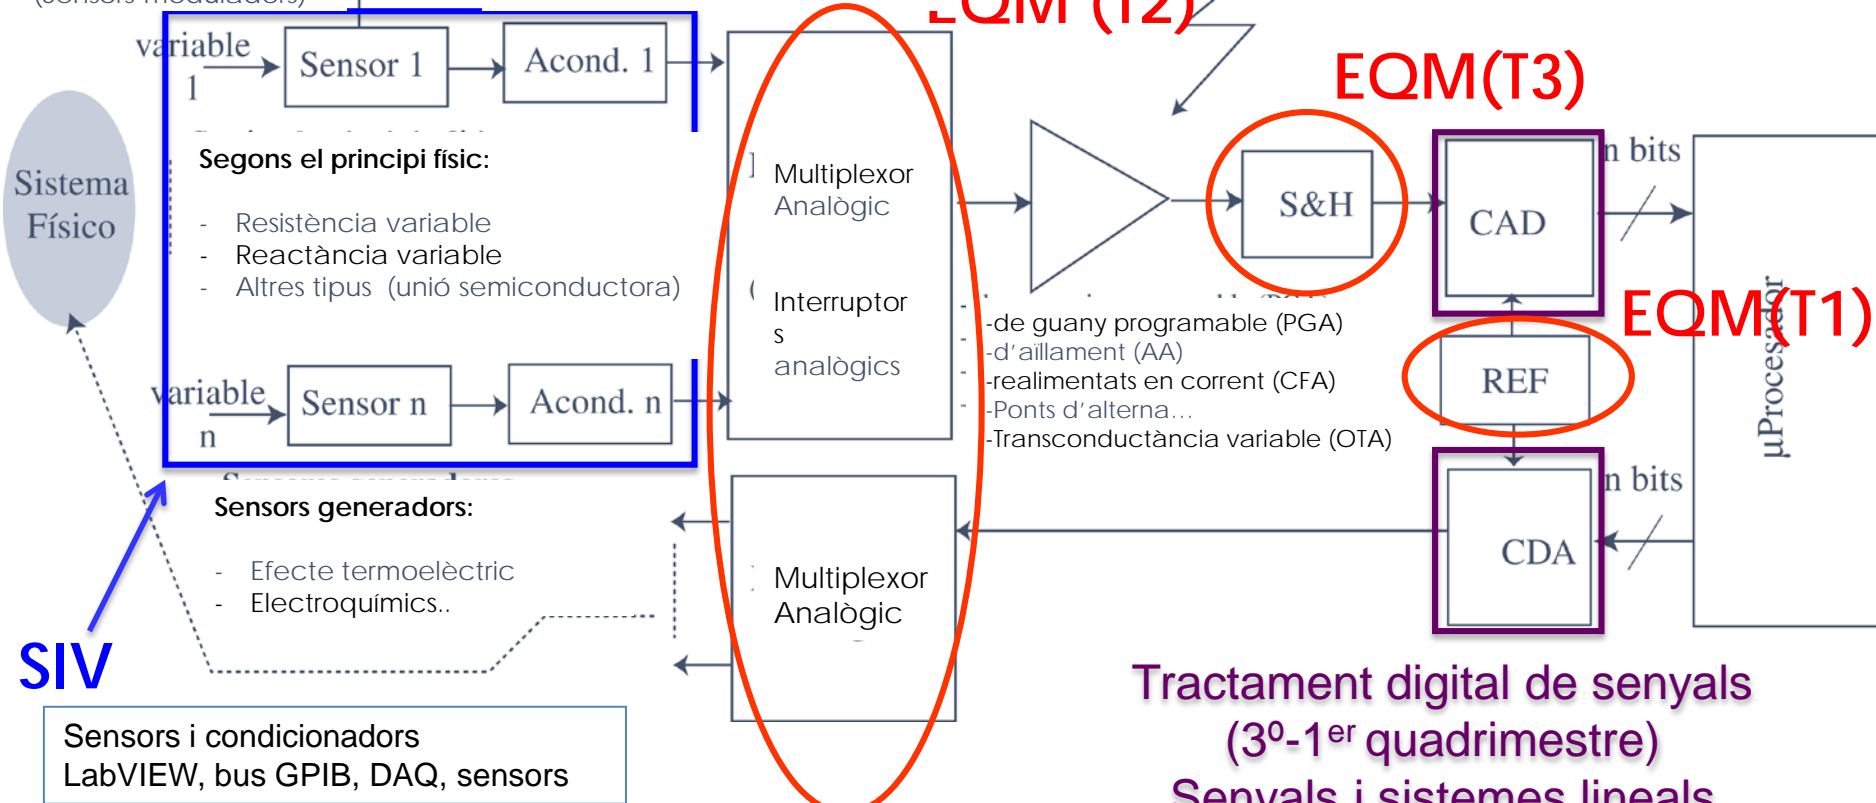 (sensors moduladors)
EQM (T2)
variable
1
Sensor 1
Acond. 1
EQM(T3)
Sistema
Físico
Segons el principi físic:
- Resistència variable
- Reactància variable
- Altres tipus (unió semiconductora)
Multiplexor
Analògic
Interruptor
s
analògics
S&H
CAD
n bits
µProcesador
EQM(T1)
-de guany programable (PGA)
-d'aïllament (AA)
-realimentats en corrent (CFA)
-Ponts d'alterna...
-Transconductància variable (OTA)
REF
variable
n
Sensor n
Acond. n
Sensors generadors:
- Efecte termoelèctric
- Electroquímics..
Multiplexor
Analògic
n bits
CDA
SIV
Sensors i condicionadors
LabVIEW, bus GPIB, DAQ, sensors
Tractament digital de senyals
(3º-1er quadrimestre)
Senyals i sistemes lineals